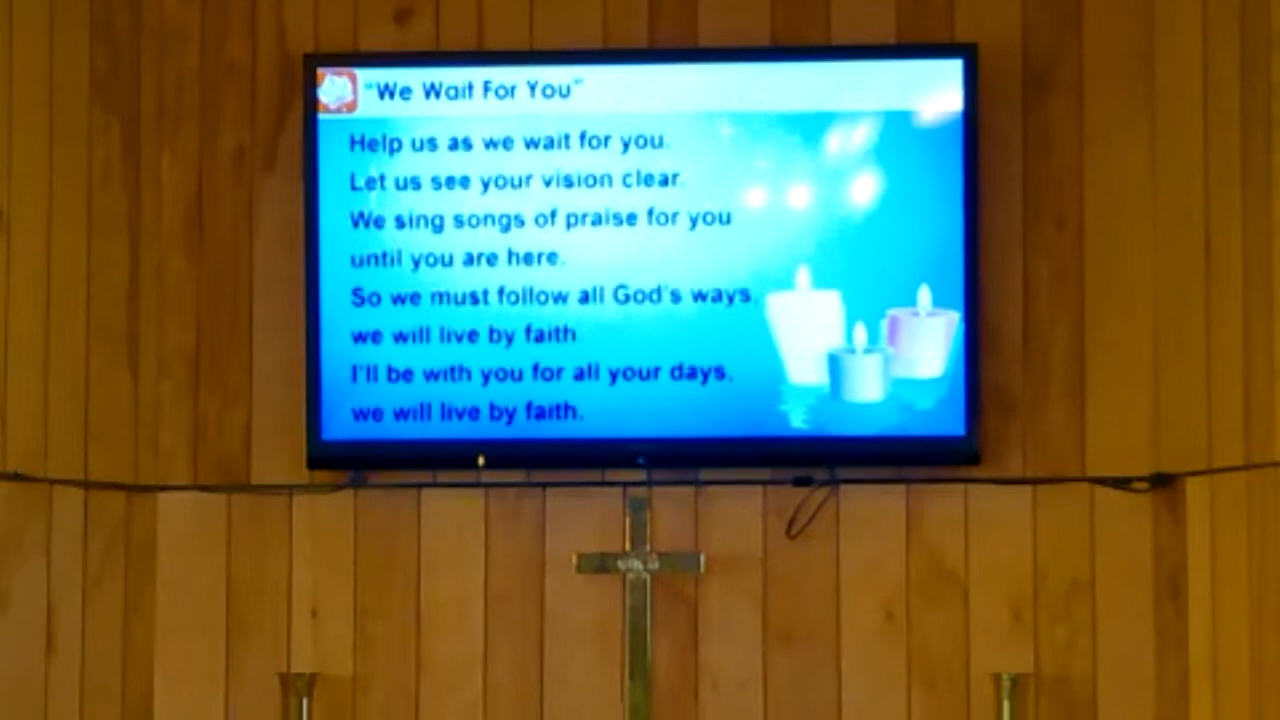 "We Wait For You"
Help us as we wait for you.
Let us see your vision clear.
We sing songs of praise for you
until you are here.
So we must follow all God's ways,
we will live by faith.
I'll be with you for all your days,
we will live by faith.